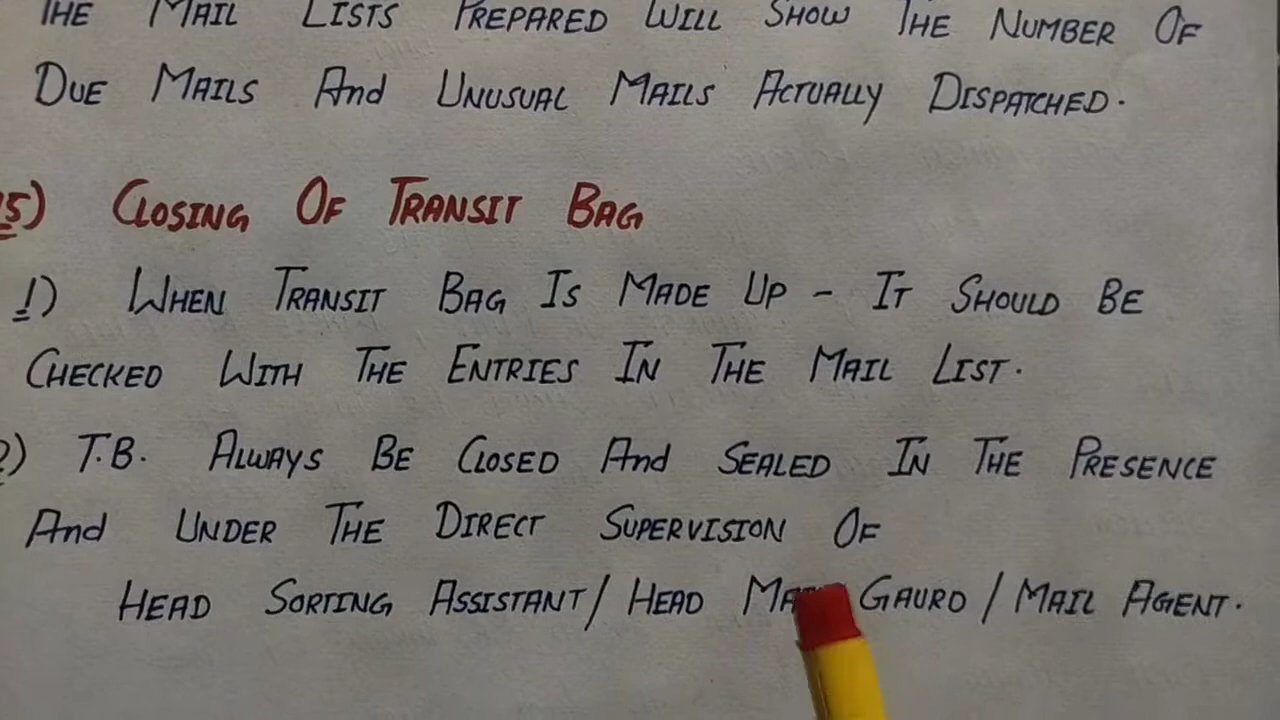 THE MAIL LISTS PREPARED WILL SHOW THE NUMBER OF
DUE MAILS And UNUSUAL MAILS ACTUALLY DISPATCHED.
5) CLOSING OF TRANSIT BAG
1) WHEN TRANSIT BAG IS MADE UP - IT SHOULD BE
CHECKED WITH THE ENTRIES IN THE MAIL LIST.
2) T.B. ALWAYS BE CLOSED And SEALED IN THE PRESENCE
And UNDER THE DIRECT SUPERVISION OF
HEAD SORTING ASSISTANT/ HEAD GAURD / MAIL AGENT.